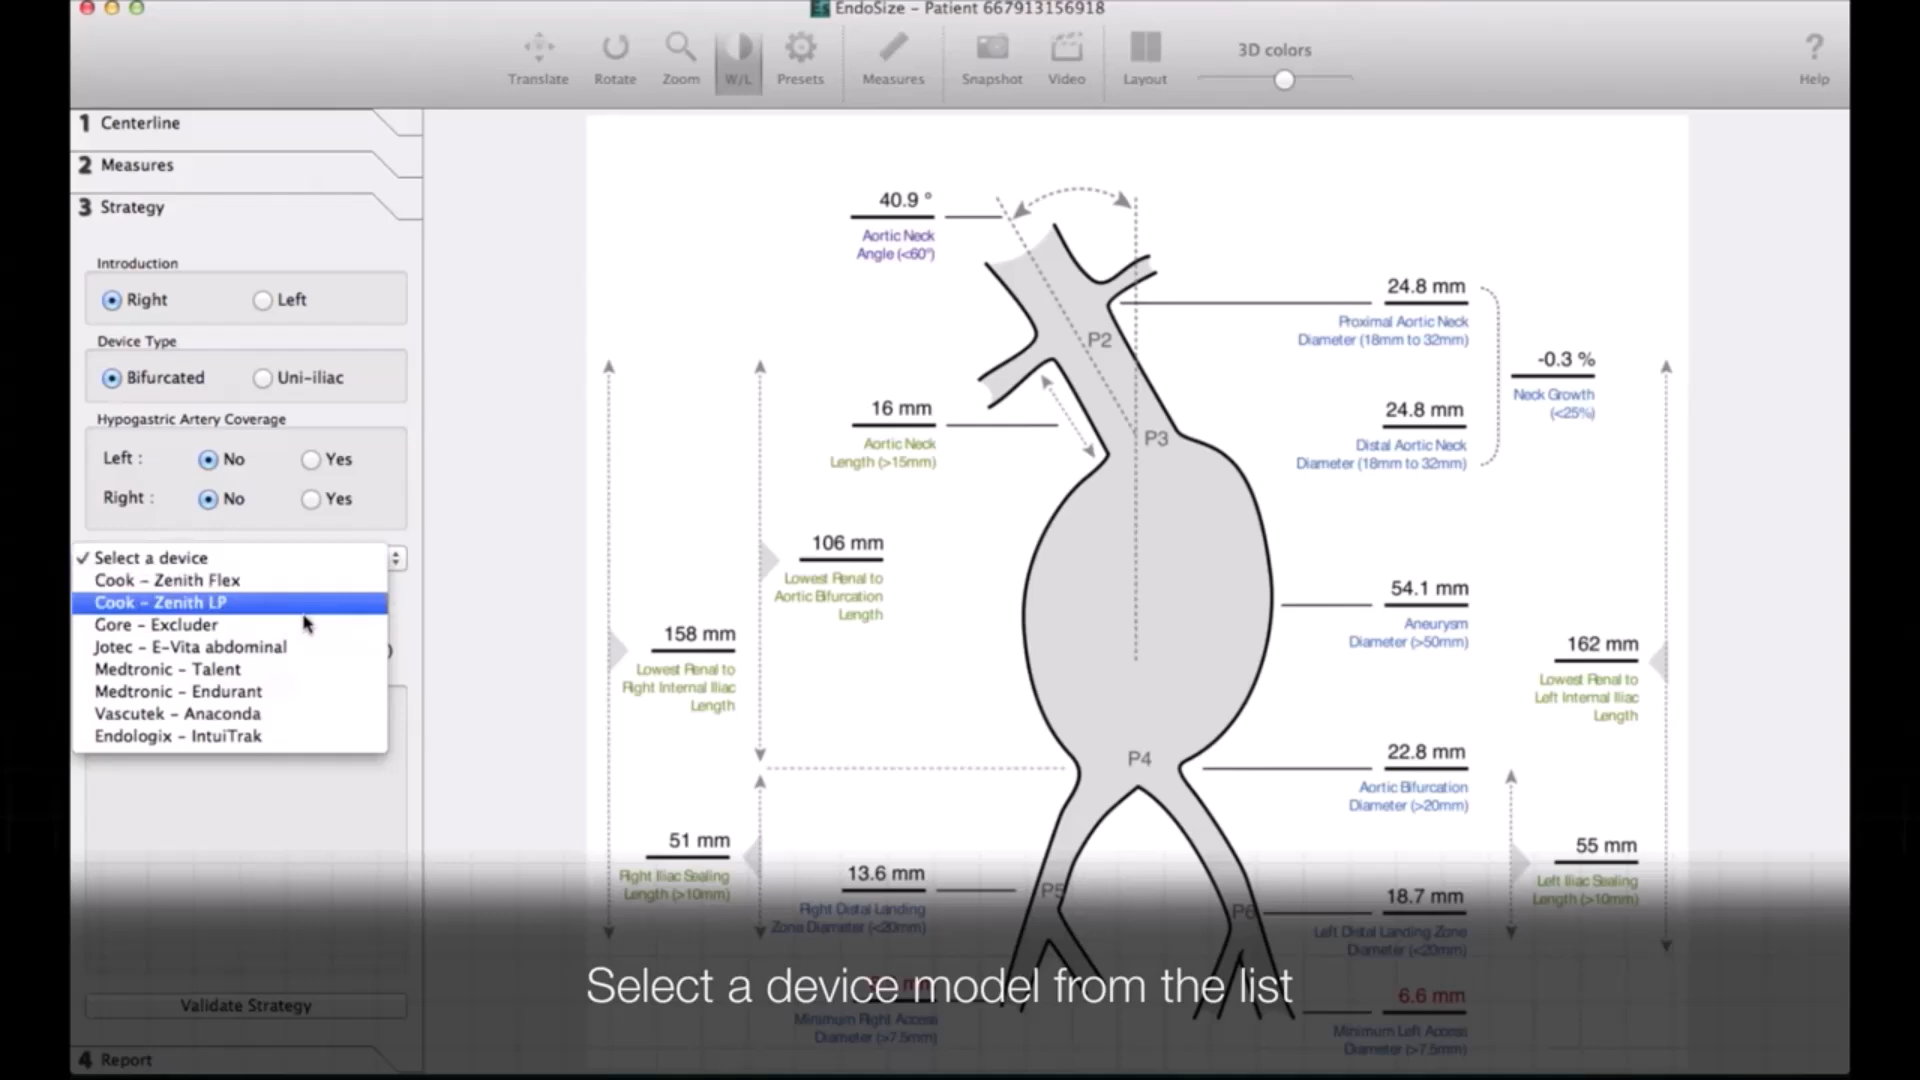 EndoSize - Patient 667913156918
Translate
Rotate
Zoom
W/L
Presets
Measures
Snapshot
Video
Layout
3D colors
Help
1 Centerline
2 Measures
3 Strategy
Introduction
Right
Left
Device Type
Bifurcated
Uni-iliac
Hypogastric Artery Coverage
Left :
No
Yes
Right :
No
Yes
✓ Select a device
Cook - Zenith Flex
Cook - Zenith LP
Gore - Excluder
Jotec - E-Vita abdominal
Medtronic - Talent
Medtronic - Endurant
Vascutek - Anaconda
Endologix - IntuiTrak
)
Validate Strategy
4 Report
40.9 °
Aortic Neck
Angle (<60°)
24.8 mm
Proximal Aortic Neck
Diameter (18mm to 32mm)
P2
-0.3 %
Neck Growth
(<25%)
16 mm
Aortic Neck
Length (>15mm)
24.8 mm
Distal Aortic Neck
Diameter (18mm to 32mm)
P3
106 mm
Lowest Renal to
Aortic Bifurcation
Length
54.1 mm
Aneurysm
Diameter (>50mm)
158 mm
Lowest Renal to
Right Internal Iliac
Length
162 mm
Lowest Renal to
Left Internal Iliac
Length
P4
22.8 mm
Aortic Bifurcation
Diameter (>20mm)
51 mm
Right Iliac Sealing
Length (>10mm)
55 mm
Left Iliac Sealing
Length (>10mm)
13.6 mm
Right Distal Landing
Zone Diameter (<20mm)
P5
P6
18.7 mm
Left Distal Landing Zone
Diameter (<20mm)
Select a device model from the list
Minimum Right Access
Diameter (>7.5mm)
6.6 mm
Minimum Left Access
Diameter (>7.5mm)